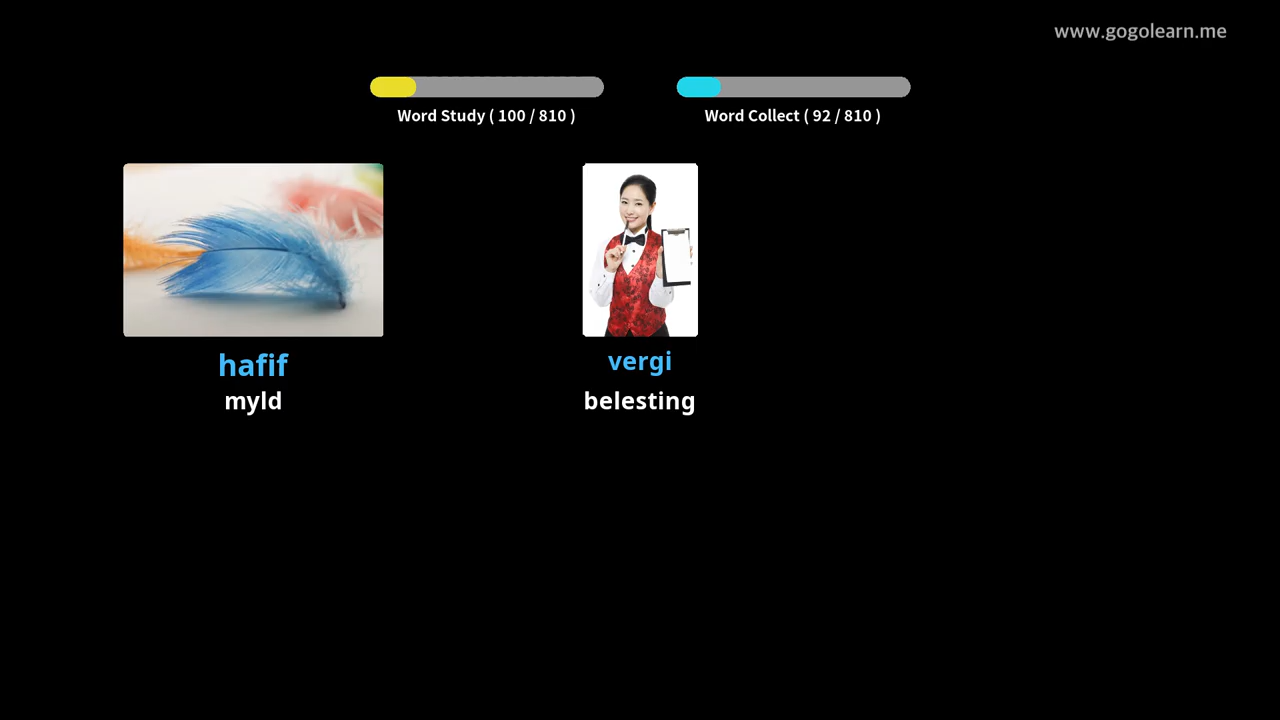 www.gogolearn.me
Word Study ( 100 / 810 )
Word Collect ( 92 / 810 )
hafif
myld
vergi
belesting